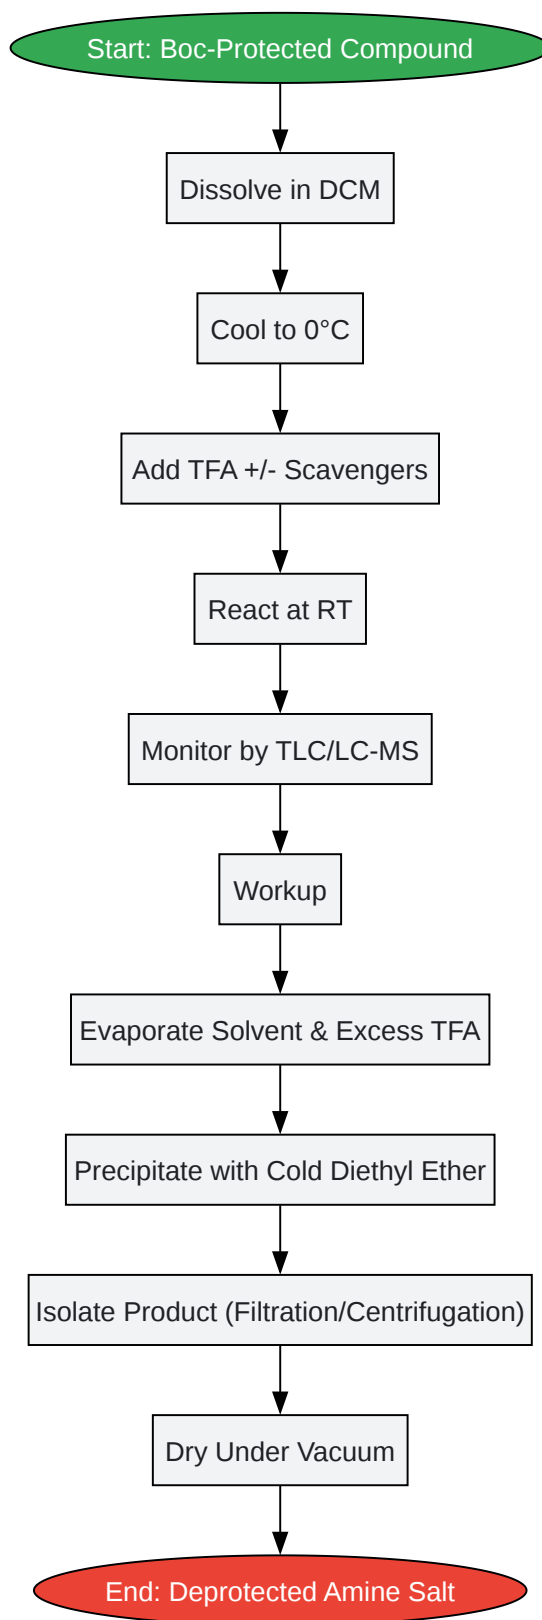 Start: Boc-Protected Compound
Dissolve in DCM
Cool to 0°C
Add TFA +/- Scavengers
React at RT
Monitor by TLC/LC-MS
Workup
Evaporate Solvent & Excess TFA
Precipitate with Cold Diethyl Ether
Isolate Product (Filtration/Centrifugation)
Dry Under Vacuum
End: Deprotected Amine Salt